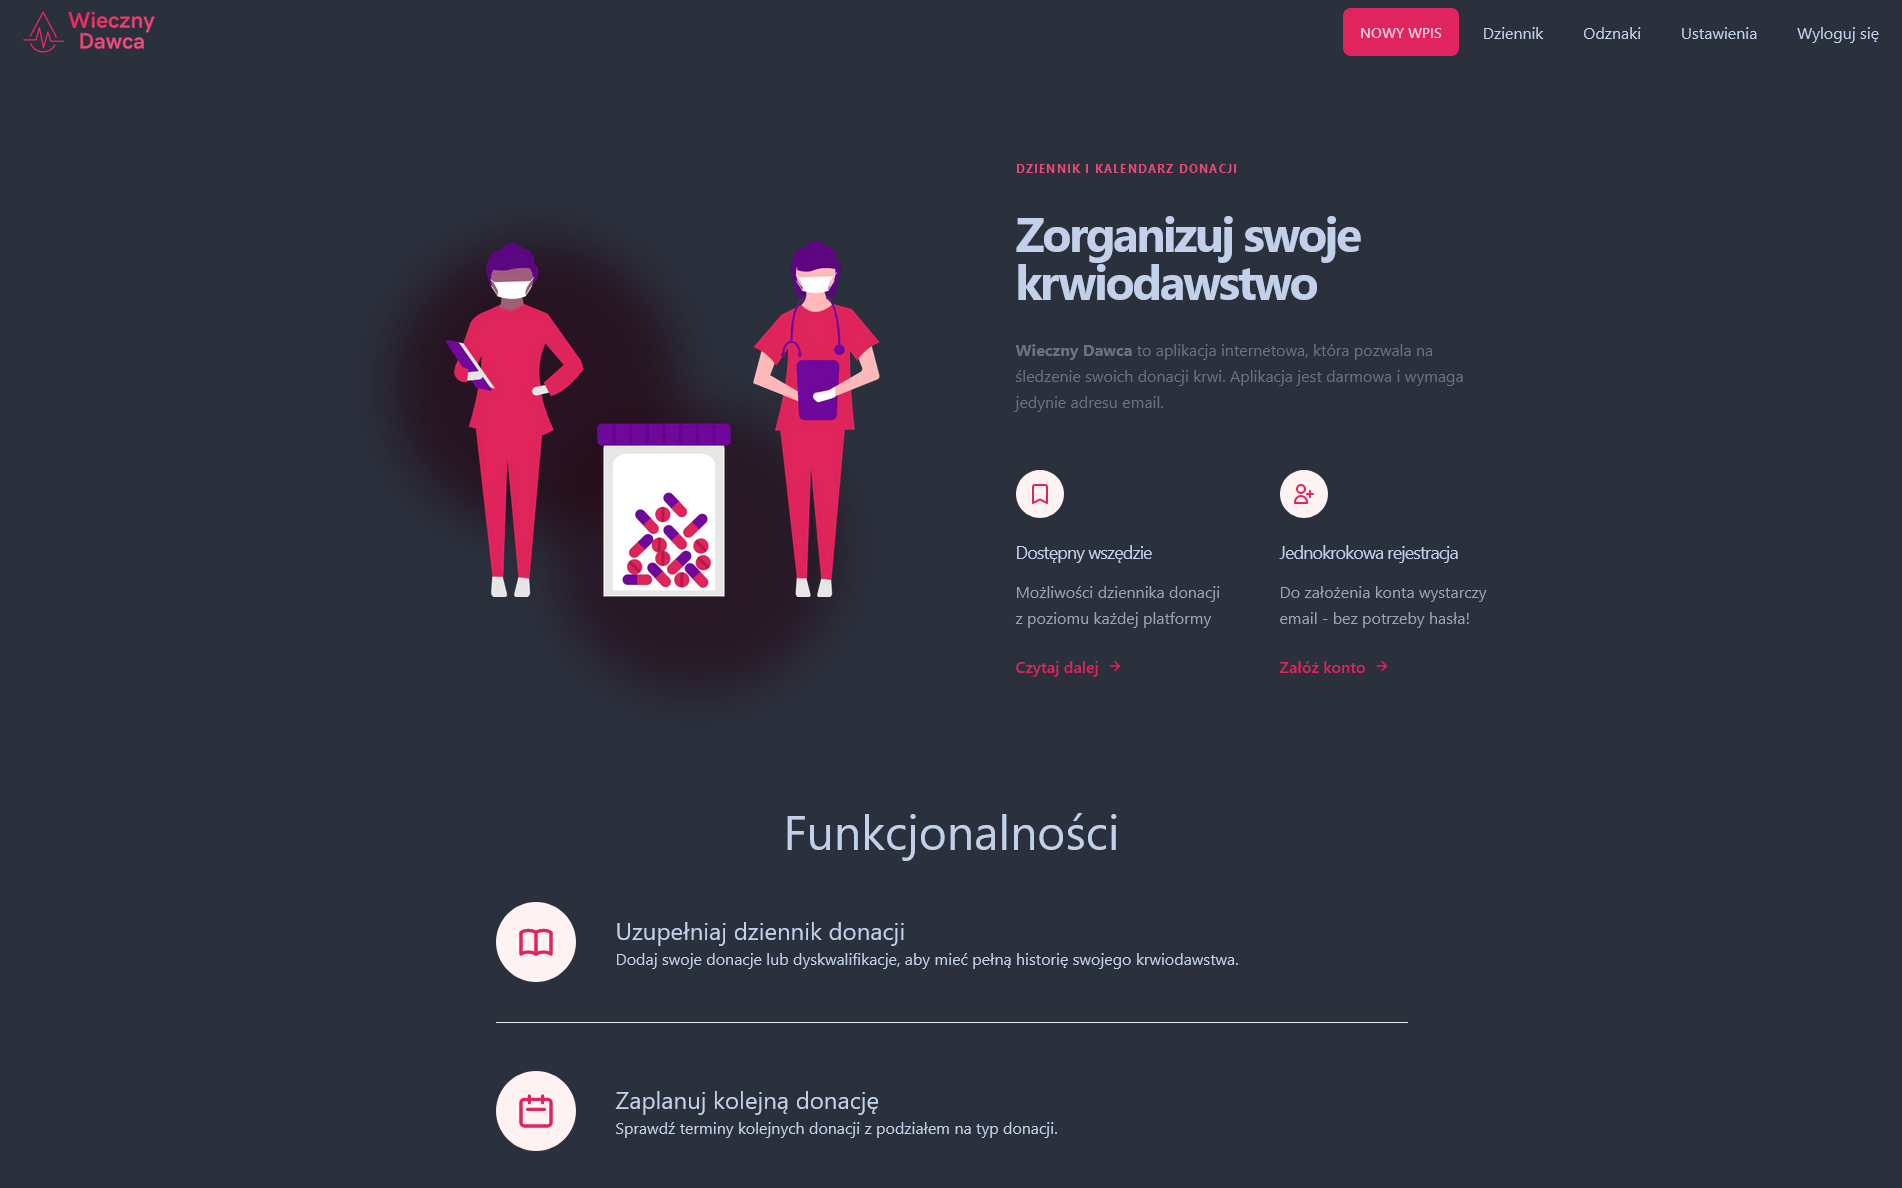 Wieczny
Dawca
NOWY WPIS
Dziennik
Odznaki
Ustawienia
Wyloguj się
DZIENNIK I KALENDARZ DONACJI
Zorganizuj swoje
krwiodawstwo
Wieczny Dawca to aplikacja internetowa, która pozwala na
śledzenie swoich donacji krwi. Aplikacja jest darmowa i wymaga
jedynie adresu email.
Dostępny wszędzie
Możliwości dziennika donacji
z poziomu każdej platformy
Czytaj dalej
Jednokrokowa rejestracja
Do założenia konta wystarczy
email - bez potrzeby hasła!
Załóż konto
Funkcjonalności
Uzupełniaj dziennik donacji
Dodaj swoje donacje lub dyskwalifikacje, aby mieć pełną historię swojego krwiodawstwa.
Zaplanuj kolejną donację
Sprawdź terminy kolejnych donacji z podziałem na typ donacji.